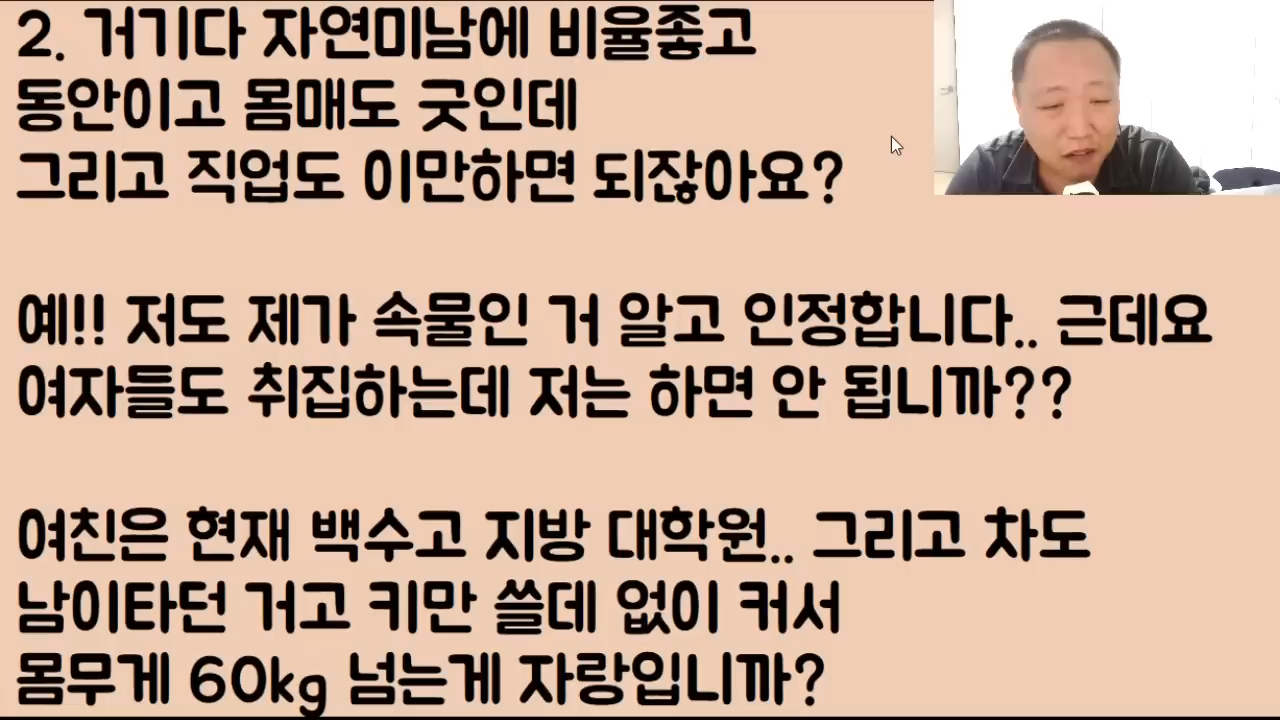 2. 거기다 자연미남에 비율좋고
동안이고 몸매도 굿인데
그리고 직업도 이만하면 되잖아요?
예!! 저도 제가 속물인 거 알고 인정합니다.. 근데요
여자들도 취집하는데 저는 하면 안 됩니까??
여친은 현재 백수고 지방 대학원.. 그리고 차도
남이타던 거고 키만 쓸데 없이 커서
몸무게 60kg 넘는게 자랑입니까?